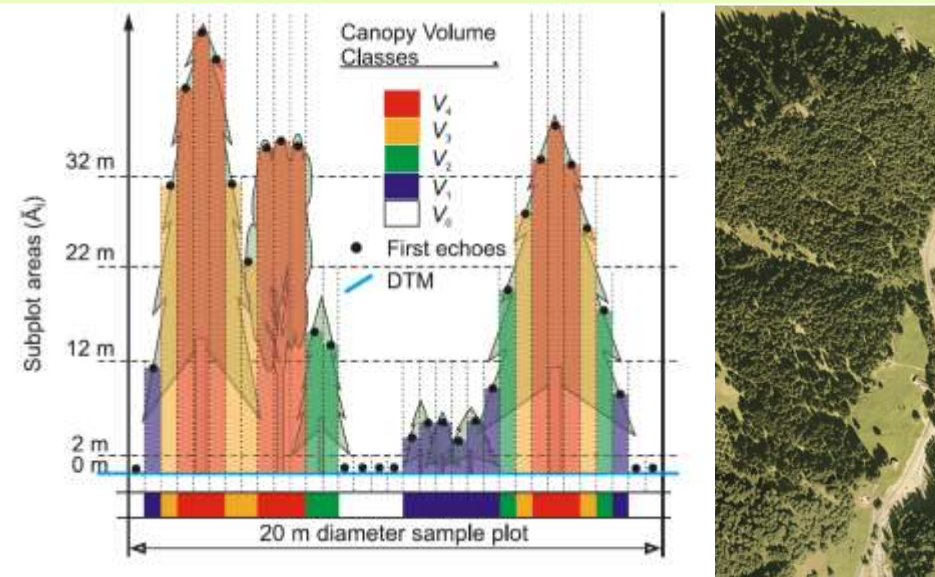 Canopy Volume
Classes
V₄
V₃
V₂
V₁
V₀
First echoes
DTM
Subplot areas (Āᵢ)
32 m
22 m
12 m
2 m
0 m
20 m diameter sample plot